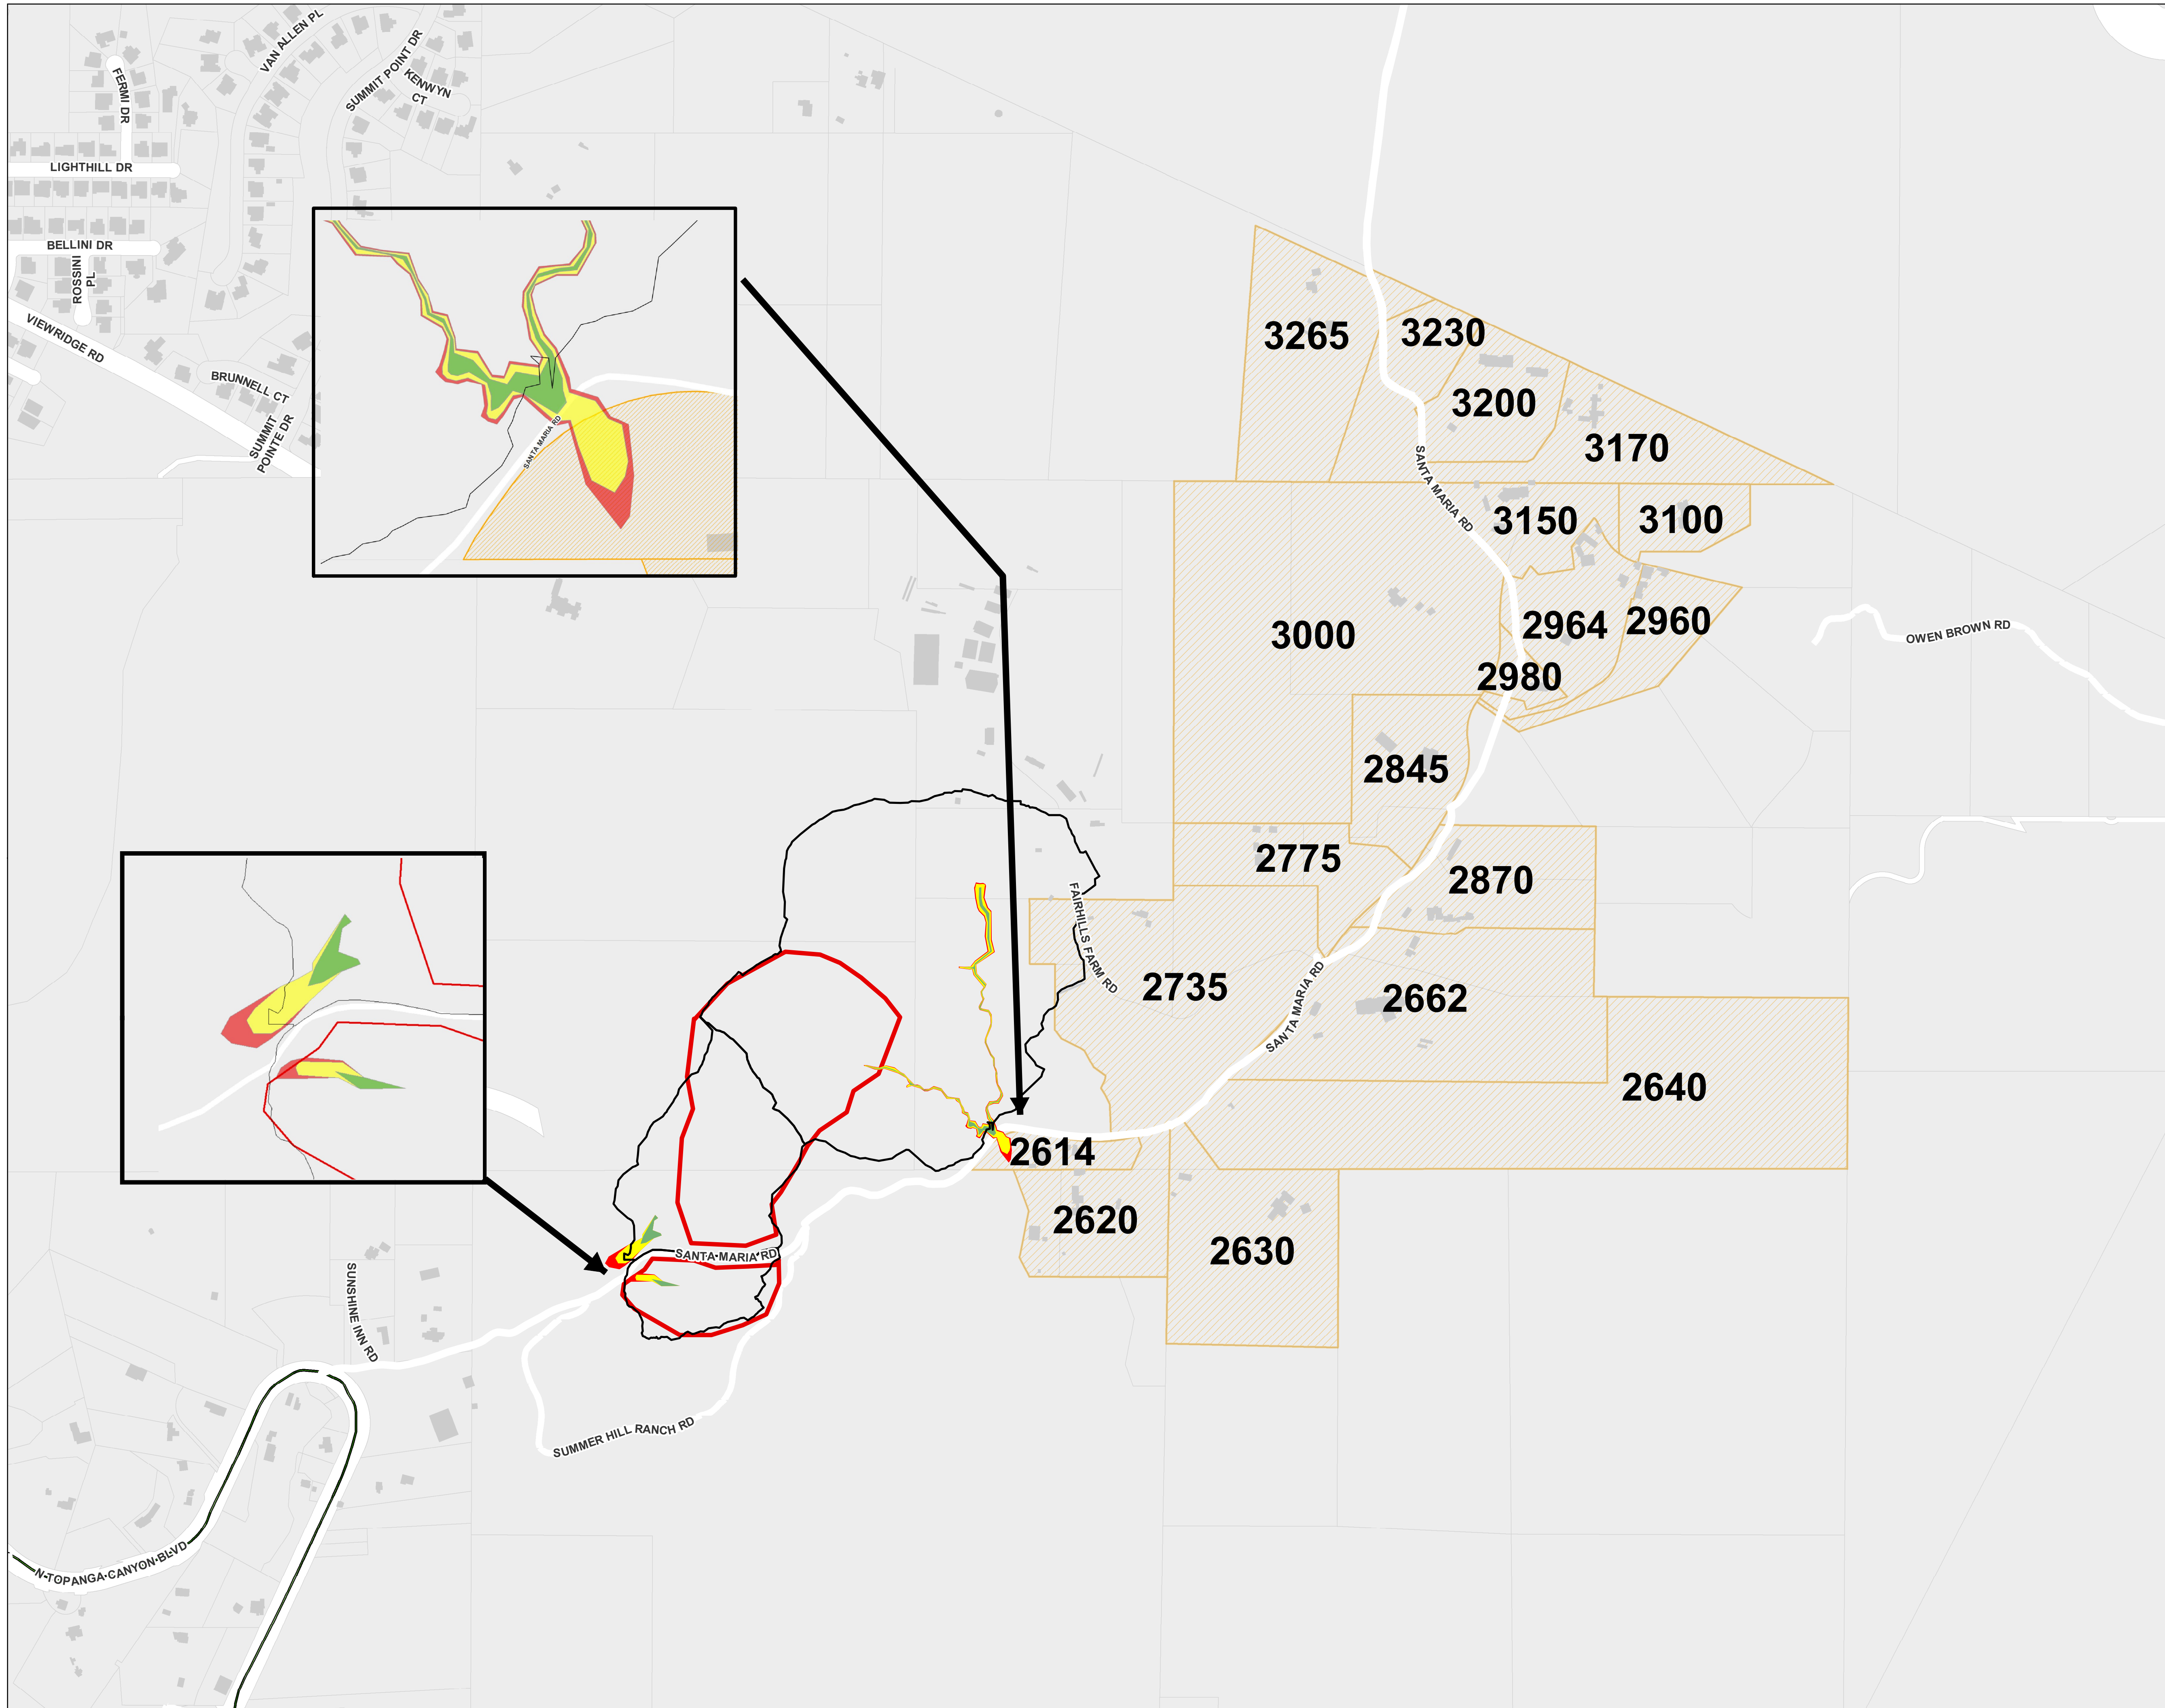 VAN ALLEN PL
SUMMIT POINT DR
KENWYN
CT
FERMI DR
LIGHTHILL DR
BELLINI DR
ROSSINI
PL
VIEWRIDGE RD
BRUNNELL CT
SUMMIT
POINTE DR
SANTA MARIA RD
3265
3230
3200
3170
SANTA MARIA RD
3150
3100
3000
2964
2960
2980
OWEN BROWN RD
2845
2775
2870
FAIRHILLS FARM RD
2735
2662
SANTA MARIA RD
2640
2614
2620
2630
SANTA MARIA RD
SUNSHINE INN RD
SUMMER HILL RANCH RD
N TOPANGA CANYON BLVD